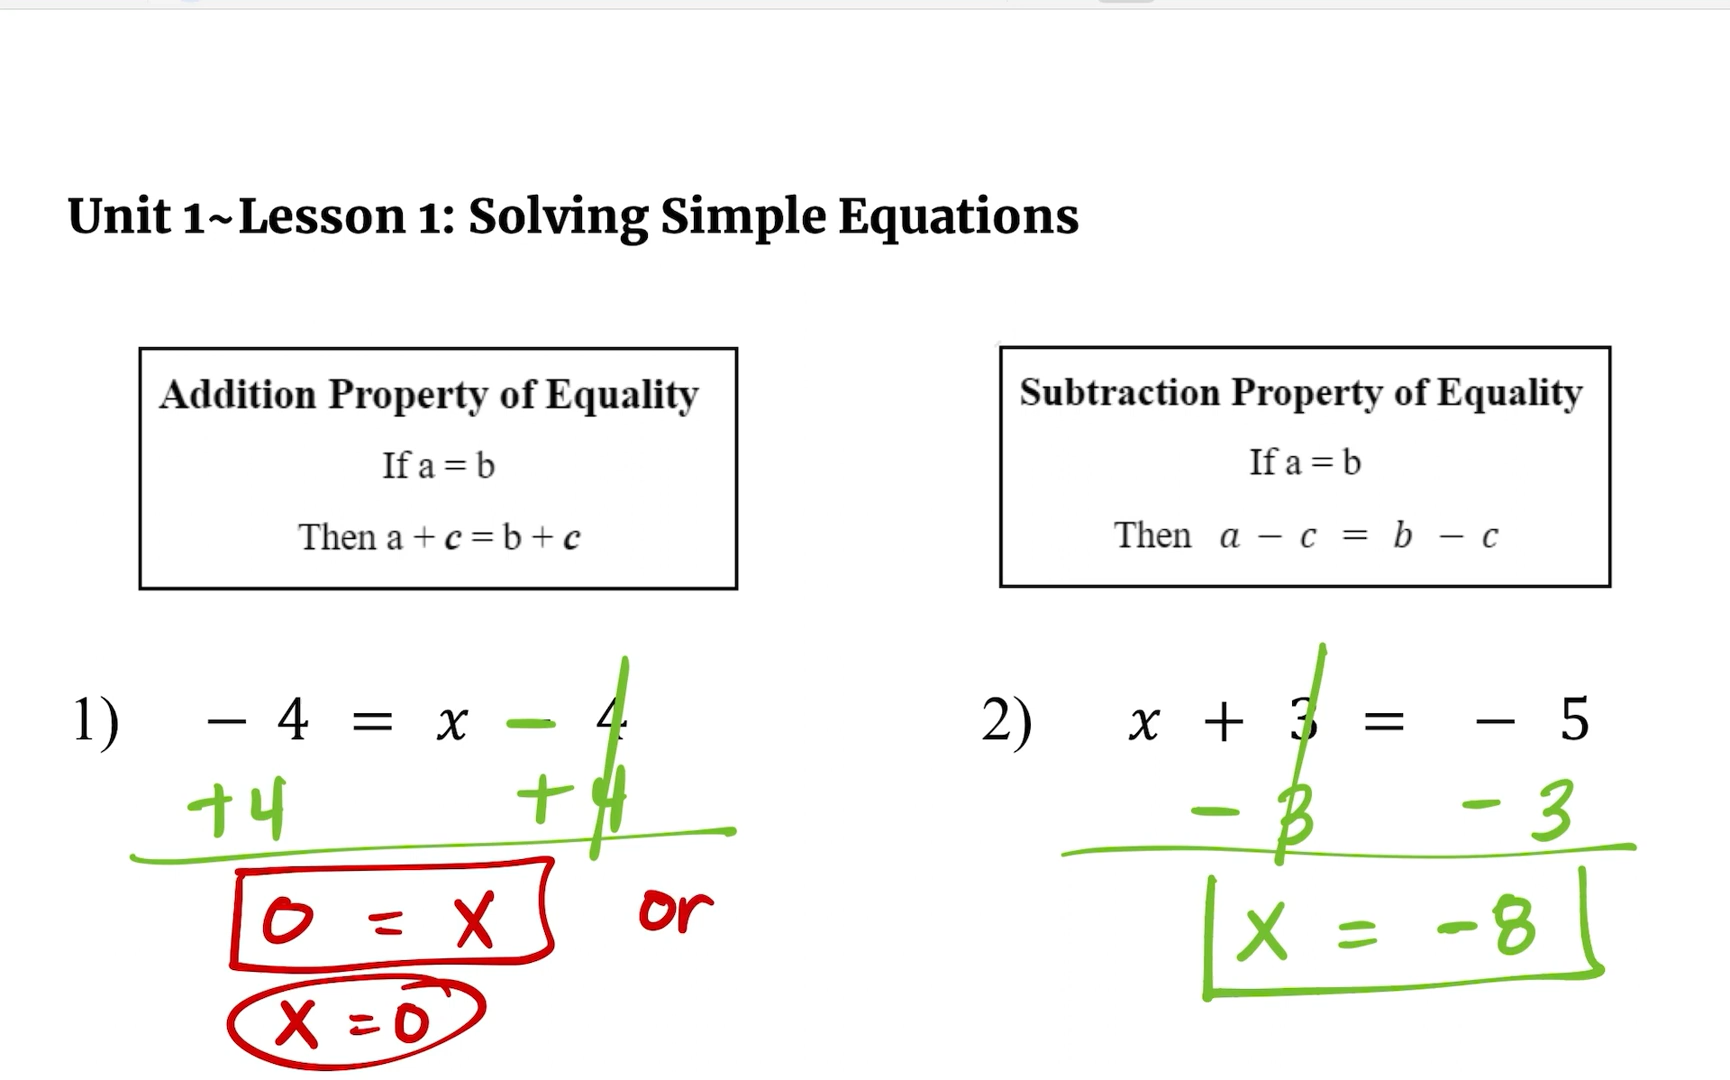 Unit 1~Lesson 1: Solving Simple Equations
Addition Property of Equality
If a = b
Then a + c = b + c
Subtraction Property of Equality
If a = b
Then a − c = b − c
1) − 4 = x − 4
+4 +4
0 = x or
x = 0
2) x + 3 = − 5
− 3 − 3
x = −8